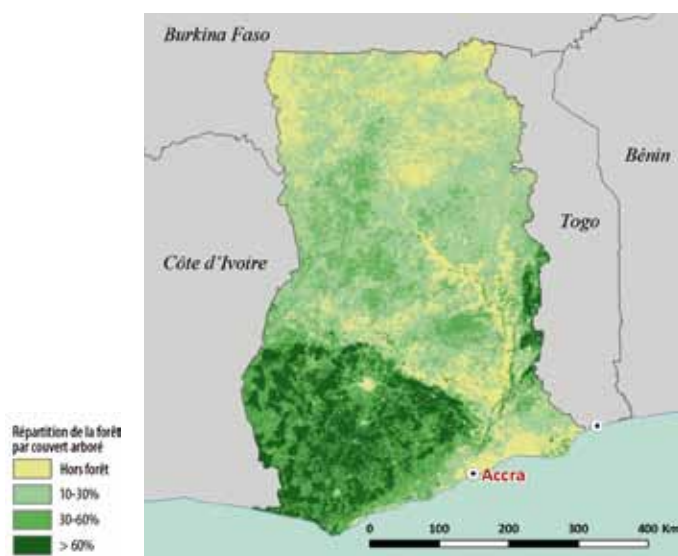 Burkina Faso
Bénin
Togo
Côte d'Ivoire
Répartition de la forêt
par couvert arboré
Hors forêt
10-30%
30-60%
> 60%
Accra
0 100 200 300 400 Km